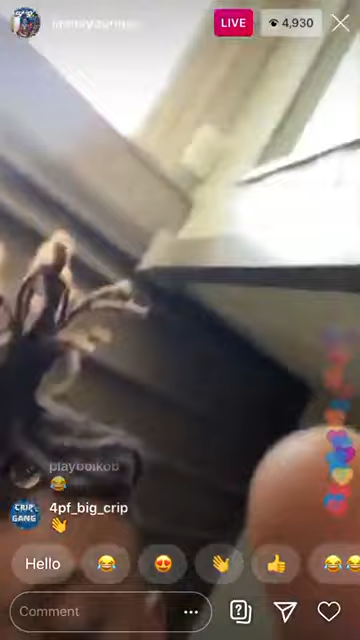 LIVE
4,930
playboikob
😂
CRIP
GANG
4pf_big_crip
👋
Hello
😂 😍 👋 👍 😂😂
Comment